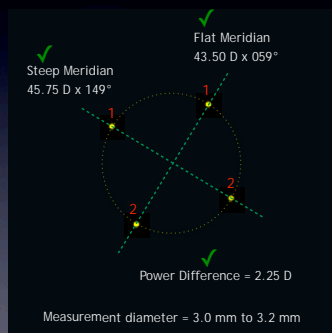 Flat Meridian
43.50 D x 059°
Steep Meridian
45.75 D x 149°
1
1
2
2
Power Difference = 2.25 D
Measurement diameter = 3.0 mm to 3.2 mm